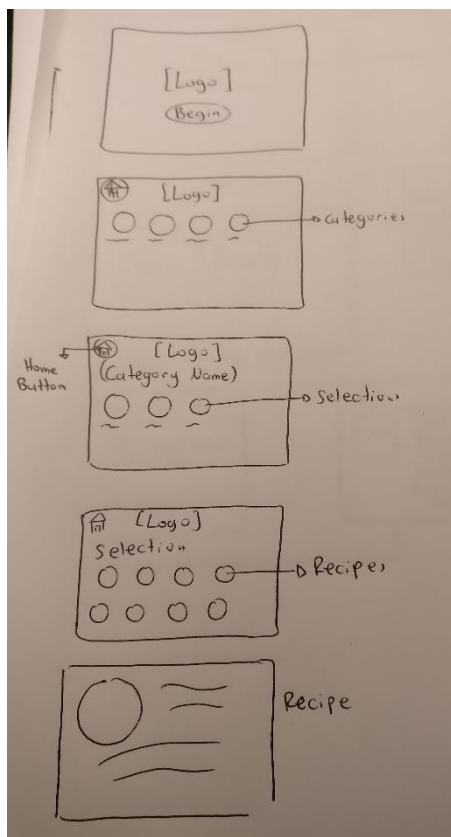 [Logo]
Begin
[Logo]
Categories
Home
Button
[Logo]
(Category Name)
Selection
[Logo]
Selection
Recipes
Recipe